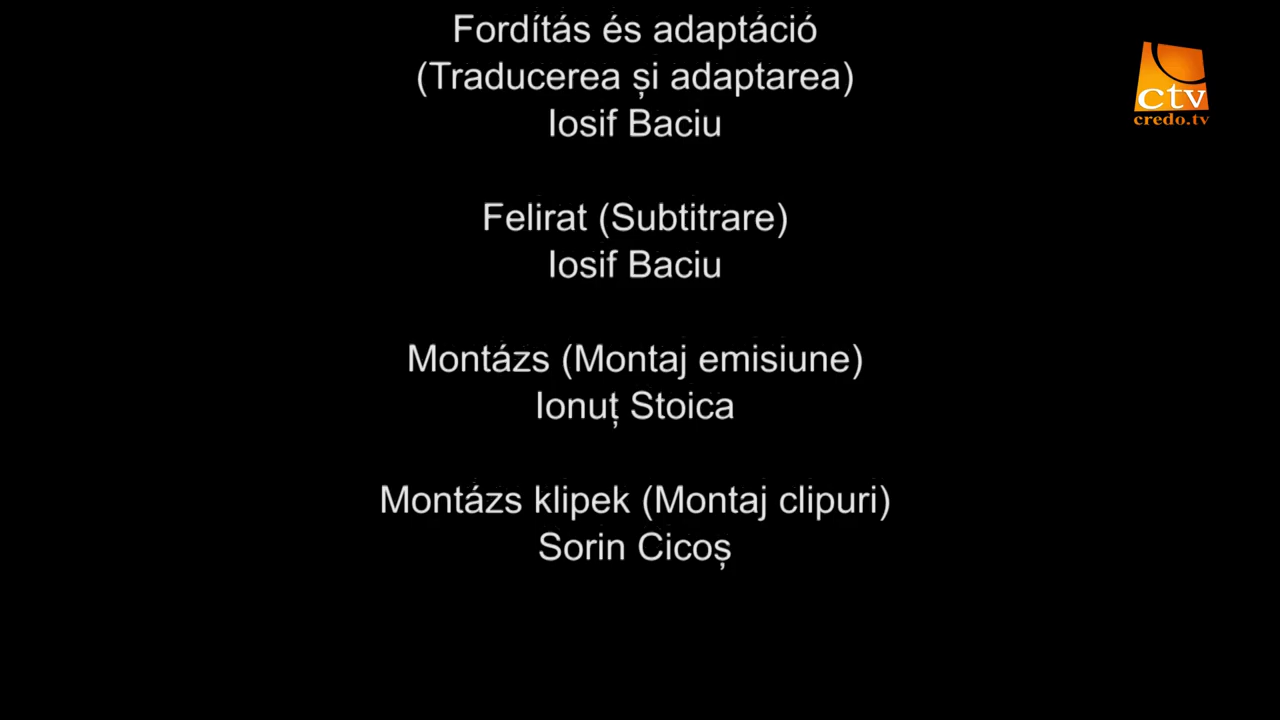 Fordítás és adaptáció
(Traducerea și adaptarea)
Iosif Baciu
Felirat (Subtitrare)
Iosif Baciu
Montázs (Montaj emisiune)
Ionuț Stoica
Montázs klipek (Montaj clipuri)
Sorin Cicoș
ctv
credo.tv